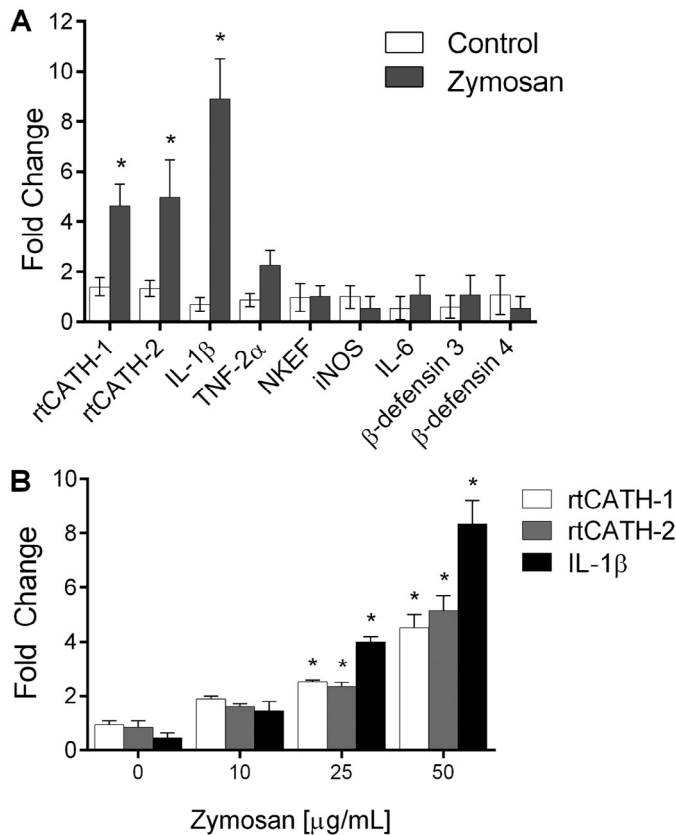 A
Control
Zymosan
Fold Change
12
10
8
6
4
2
0
*
*
*
rtCATH-1
rtCATH-2
IL-1β
TNF-2α
NKEF
iNOS
IL-6
β-defensin 3
β-defensin 4
B
rtCATH-1
rtCATH-2
IL-1β
Fold Change
10
8
6
4
2
0
*
*
*
*
*
*
0
10
25
50
Zymosan [µg/mL]